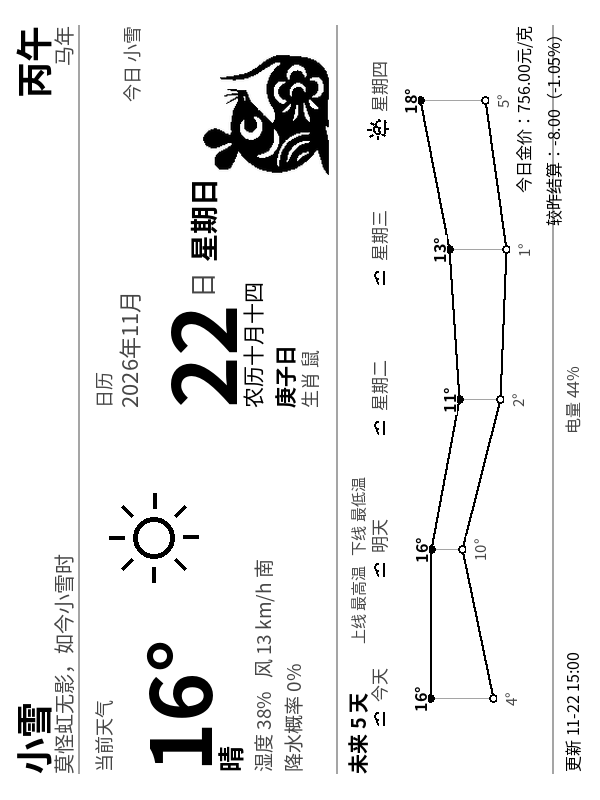 小雪
莫怪虹无影，如今小雪时
丙午
马年
当前天气
16°
晴
湿度 38% 风 13 km/h 南
降水概率 0%
日历
2026年11月
22 日 星期日
农历十月十四
庚子日
生肖 鼠
今日 小雪
未来 5 天
上线 最高温 下线 最低温
今天
明天
星期二
星期三
星期四
16°
16°
11°
13°
18°
4°
10°
2°
1°
5°
今日金价：756.00元/克
较昨结算：-8.00（-1.05%）
更新 11-22 15:00
电量 44%